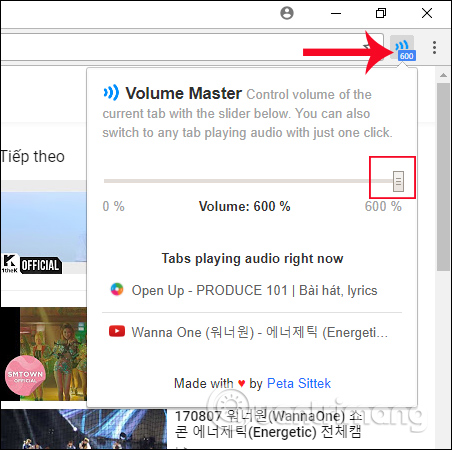 600
Volume Master Control volume of the
current tab with the slider below. You can also
switch to any tab playing audio with just one click.
Tiếp theo
0 %
Volume: 600 %
600 %
1theK
OFFICIAL
Tabs playing audio right now
Open Up - PRODUCE 101 | Bài hát, lyrics
Wanna One (워너원) - 에너제틱 (Energetic...
SMTOWN
OFFICIAL
Made with ♥ by Peta Sittek
170807 워너원(WannaOne) 쇼
콘 에너제틱(Energetic) 전체캠